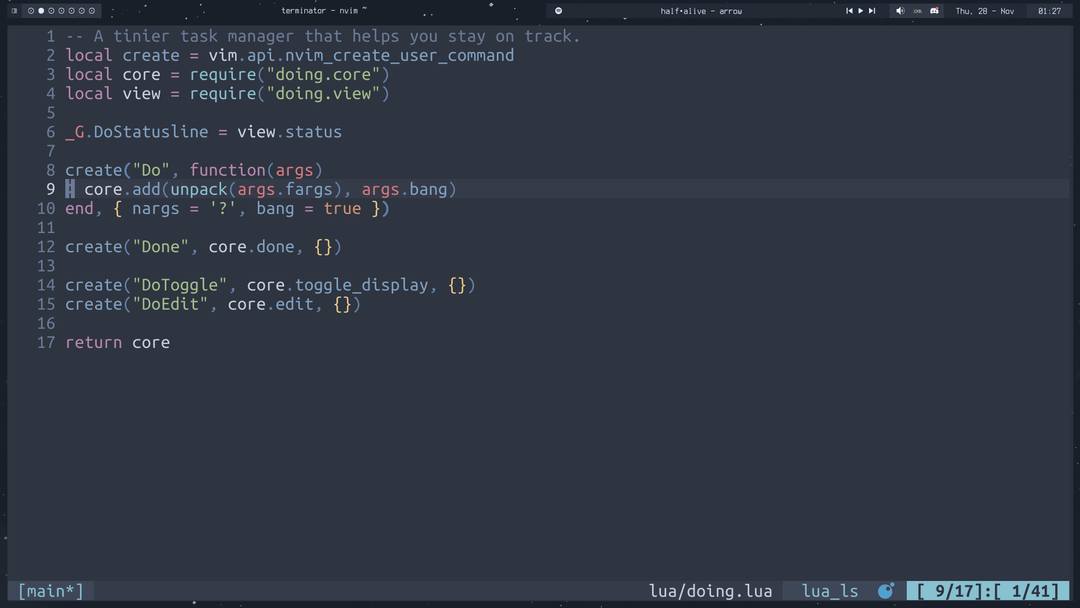 terminator - nvim ~
half•alive - arrow
Thu, 28 - Nov
01:27
1 -- A tinier task manager that helps you stay on track.
2 local create = vim.api.nvim_create_user_command
3 local core = require("doing.core")
4 local view = require("doing.view")
5
6 _G.DoStatusline = view.status
7
8 create("Do", function(args)
9 core.add(unpack(args.fargs), args.bang)
10 end, { nargs = '?', bang = true })
11
12 create("Done", core.done, {})
13
14 create("DoToggle", core.toggle_display, {})
15 create("DoEdit", core.edit, {})
16
17 return core
[main*] lua/doing.lua lua_ls [ 9/17]:[ 1/41]